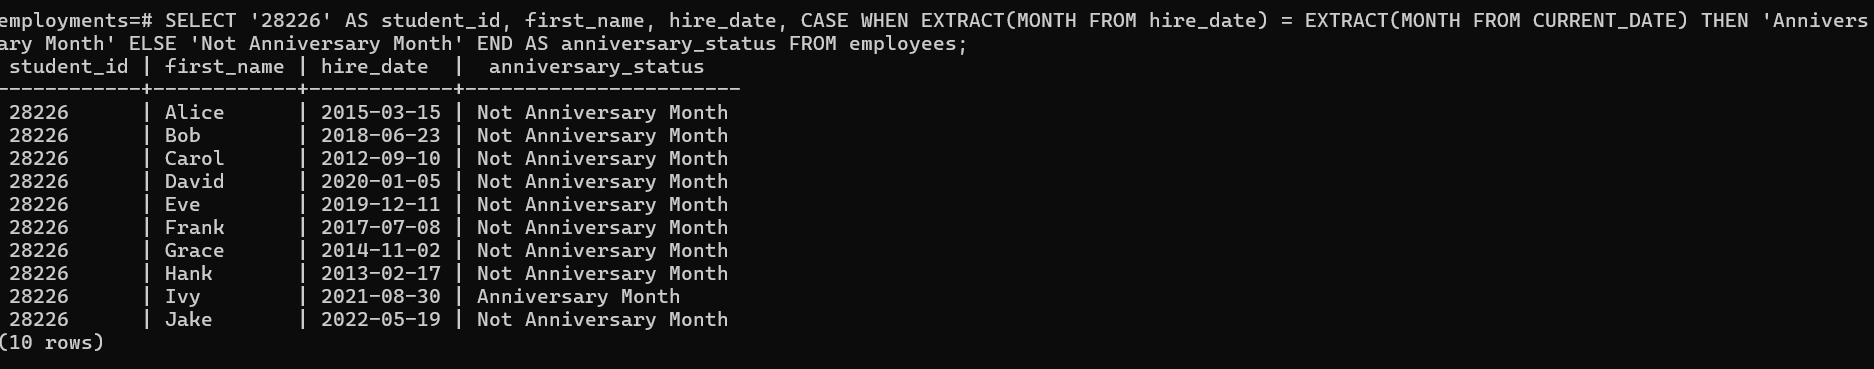 employments=# SELECT '28226' AS student_id, first_name, hire_date, CASE WHEN EXTRACT(MONTH FROM hire_date) = EXTRACT(MONTH FROM CURRENT_DATE) THEN 'Annivers
ary Month' ELSE 'Not Anniversary Month' END AS anniversary_status FROM employees;
 student_id | first_name | hire_date  |  anniversary_status
------------+------------+------------+-----------------------
 28226      | Alice      | 2015-03-15 | Not Anniversary Month
 28226      | Bob        | 2018-06-23 | Not Anniversary Month
 28226      | Carol      | 2012-09-10 | Not Anniversary Month
 28226      | David      | 2020-01-05 | Not Anniversary Month
 28226      | Eve        | 2019-12-11 | Not Anniversary Month
 28226      | Frank      | 2017-07-08 | Not Anniversary Month
 28226      | Grace      | 2014-11-02 | Not Anniversary Month
 28226      | Hank       | 2013-02-17 | Not Anniversary Month
 28226      | Ivy        | 2021-08-30 | Anniversary Month
 28226      | Jake       | 2022-05-19 | Not Anniversary Month
(10 rows)